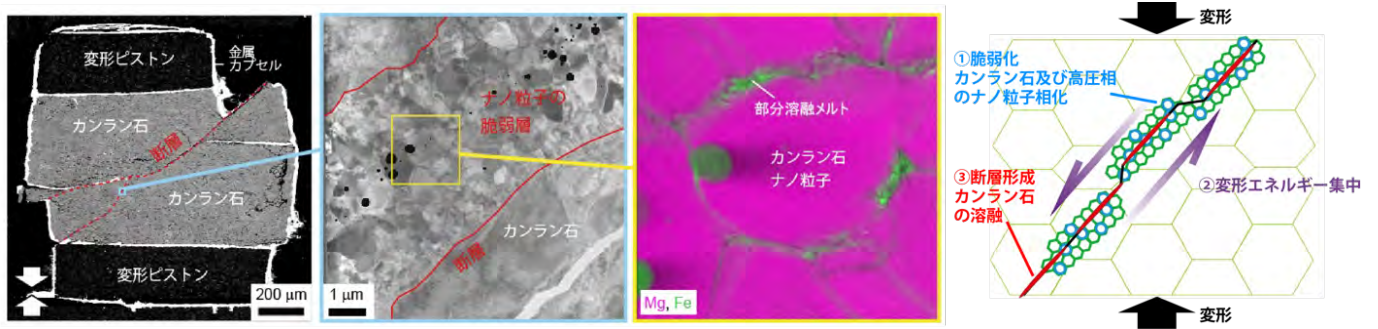 変形ピストン
金属
カプセル
カンラン石
断層
カンラン石
変形ピストン
200 μm
ナノ粒子の
脆弱層
カンラン石
断層
1 μm
部分溶融メルト
カンラン石
ナノ粒子
Mg, Fe
変形
①脆弱化
カンラン石及び高圧相
のナノ粒子相化
②変形エネルギー集中
③断層形成
カンラン石
の溶融
変形